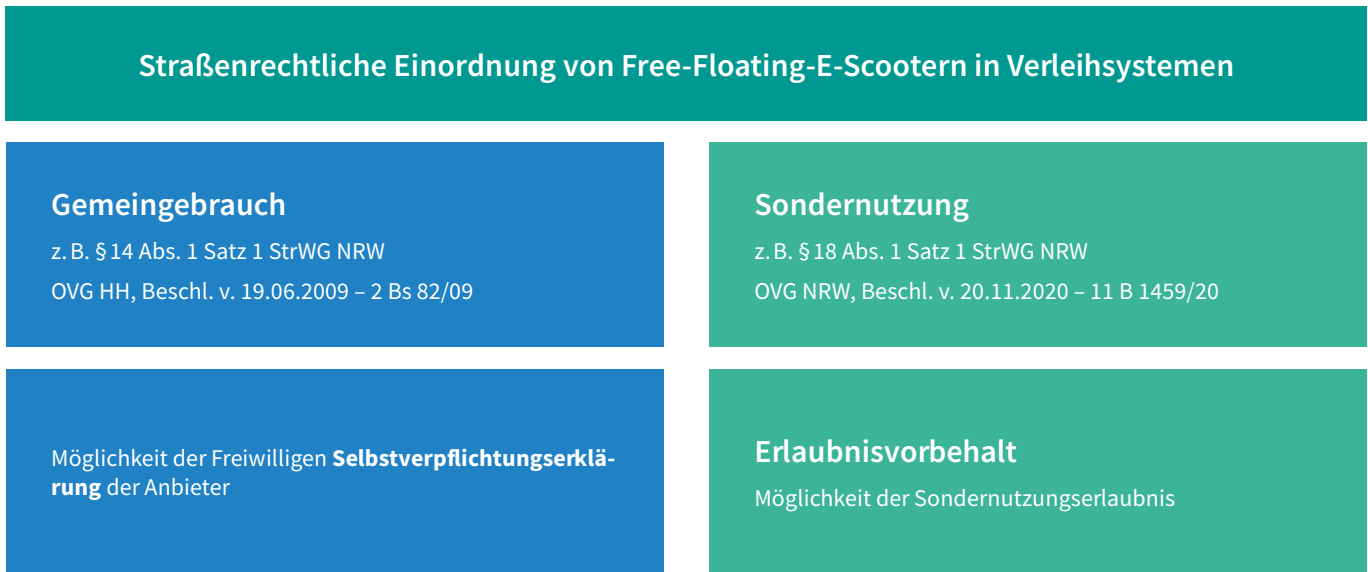 Straßenrechtliche Einordnung von Free-Floating-E-Scootern in Verleihsystemen
Gemeingebrauch
z. B. § 14 Abs. 1 Satz 1 StrWG NRW
OVG HH, Beschl. v. 19.06.2009 – 2 Bs 82/09
Sondernutzung
z. B. § 18 Abs. 1 Satz 1 StrWG NRW
OVG NRW, Beschl. v. 20.11.2020 – 11 B 1459/20
Möglichkeit der Freiwilligen Selbstverpflichtungserklä-
rung der Anbieter
Erlaubnisvorbehalt
Möglichkeit der Sondernutzungserlaubnis